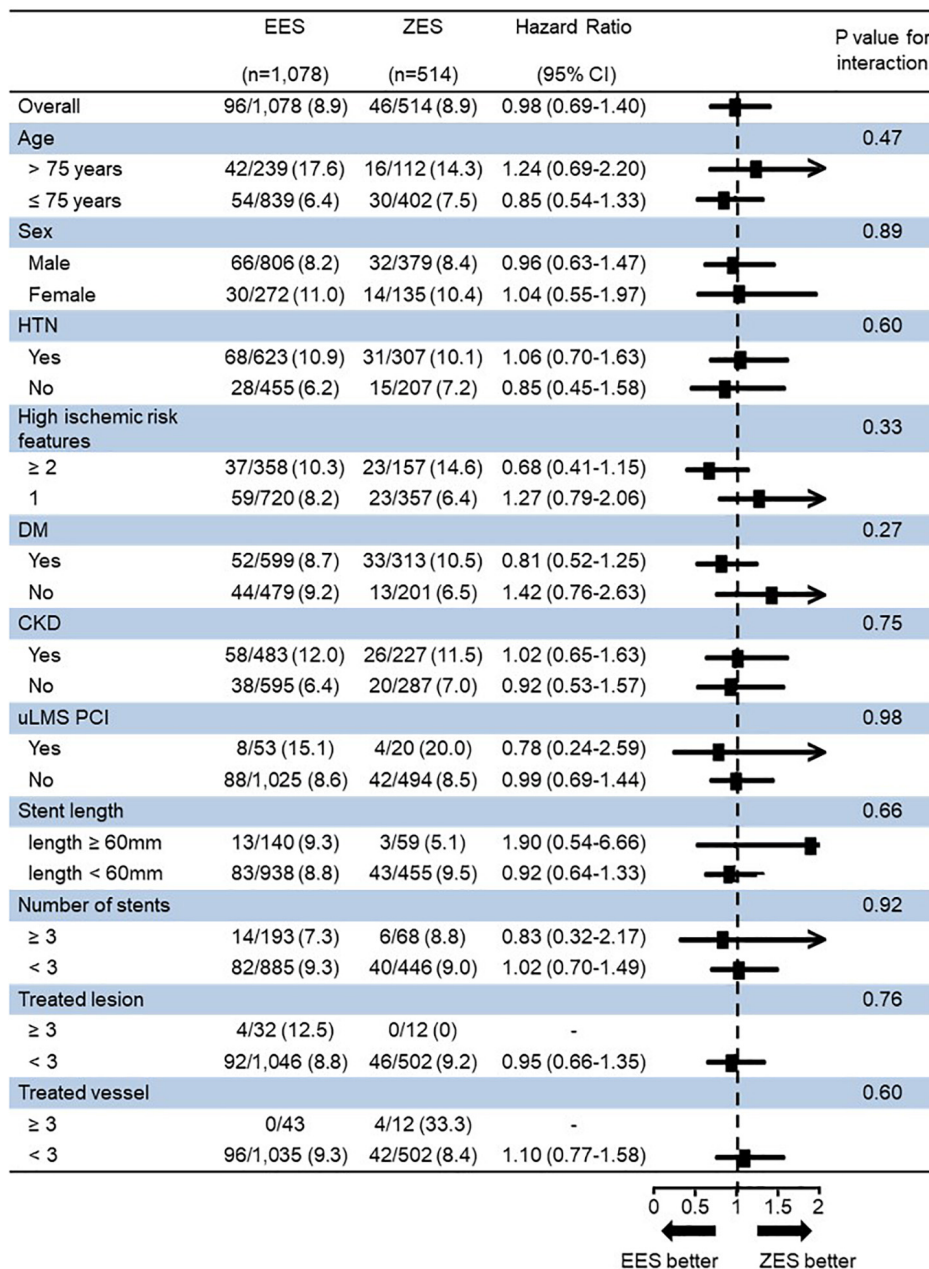 EES ZES Hazard Ratio P value for
(n=1,078) (n=514) (95% CI) interaction
Overall 96/1,078 (8.9) 46/514 (8.9) 0.98 (0.69-1.40)
Age 0.47
> 75 years 42/239 (17.6) 16/112 (14.3) 1.24 (0.69-2.20)
≤ 75 years 54/839 (6.4) 30/402 (7.5) 0.85 (0.54-1.33)
Sex 0.89
Male 66/806 (8.2) 32/379 (8.4) 0.96 (0.63-1.47)
Female 30/272 (11.0) 14/135 (10.4) 1.04 (0.55-1.97)
HTN 0.60
Yes 68/623 (10.9) 31/307 (10.1) 1.06 (0.70-1.63)
No 28/455 (6.2) 15/207 (7.2) 0.85 (0.45-1.58)
High ischemic risk
features 0.33
≥ 2 37/358 (10.3) 23/157 (14.6) 0.68 (0.41-1.15)
1 59/720 (8.2) 23/357 (6.4) 1.27 (0.79-2.06)
DM 0.27
Yes 52/599 (8.7) 33/313 (10.5) 0.81 (0.52-1.25)
No 44/479 (9.2) 13/201 (6.5) 1.42 (0.76-2.63)
CKD 0.75
Yes 58/483 (12.0) 26/227 (11.5) 1.02 (0.65-1.63)
No 38/595 (6.4) 20/287 (7.0) 0.92 (0.53-1.57)
uLMS PCI 0.98
Yes 8/53 (15.1) 4/20 (20.0) 0.78 (0.24-2.59)
No 88/1,025 (8.6) 42/494 (8.5) 0.99 (0.69-1.44)
Stent length 0.66
length ≥ 60mm 13/140 (9.3) 3/59 (5.1) 1.90 (0.54-6.66)
length < 60mm 83/938 (8.8) 43/455 (9.5) 0.92 (0.64-1.33)
Number of stents 0.92
≥ 3 14/193 (7.3) 6/68 (8.8) 0.83 (0.32-2.17)
< 3 82/885 (9.3) 40/446 (9.0) 1.02 (0.70-1.49)
Treated lesion 0.76
≥ 3 4/32 (12.5) 0/12 (0) -
< 3 92/1,046 (8.8) 46/502 (9.2) 0.95 (0.66-1.35)
Treated vessel 0.60
≥ 3 0/43 4/12 (33.3) -
< 3 96/1,035 (9.3) 42/502 (8.4) 1.10 (0.77-1.58)
0 0.5 1 1.5 2
EES better ZES better